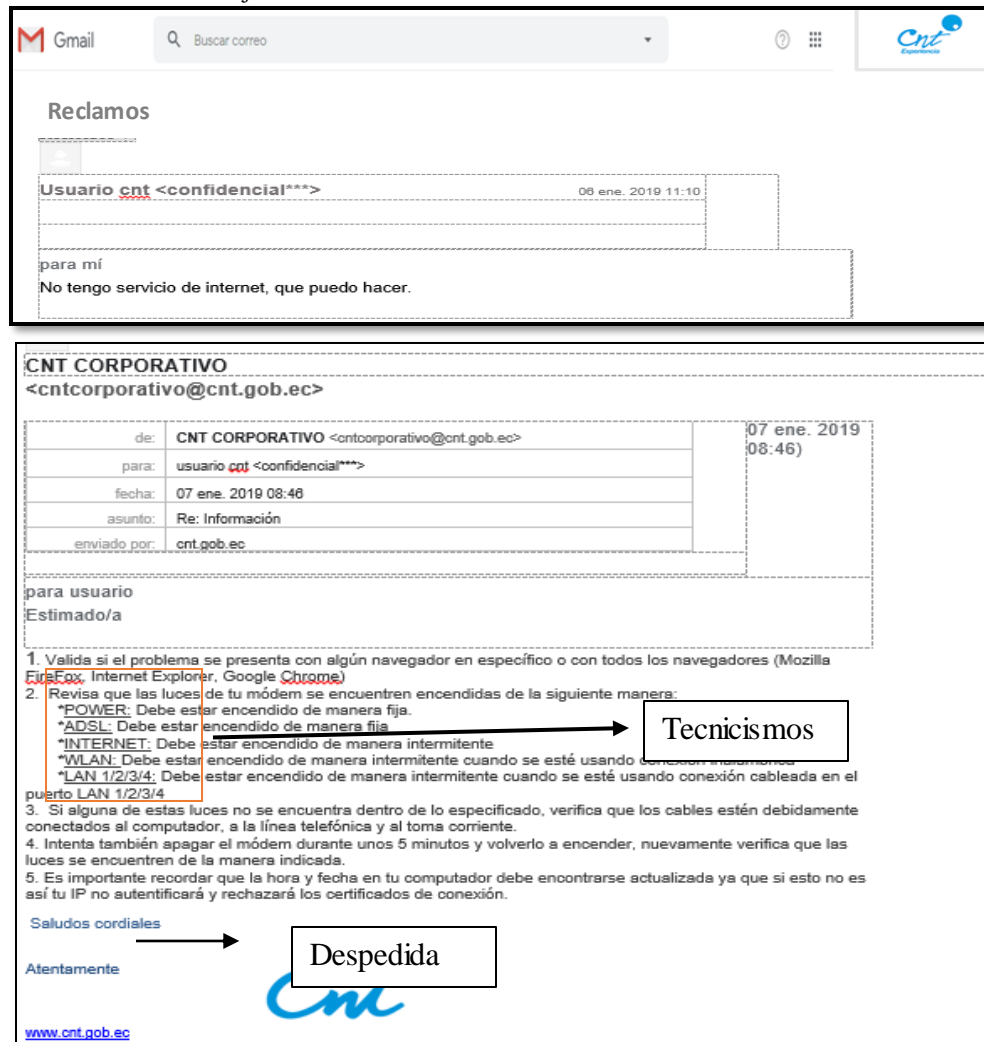 Gmail
Buscar correo
Cnt
Experiencia
Reclamos
Usuario cnt <confidencial***>
06 ene. 2019 11:10
para mí
No tengo servicio de internet, que puedo hacer.
CNT CORPORATIVO
<cntcorporativo@cnt.gob.ec>
07 ene. 2019
08:46)
de: CNT CORPORATIVO <cntcorporativo@cnt.gob.ec>
para: usuario cnt <confidencial***>
fecha: 07 ene. 2019 08:46
asunto: Re: Información
enviado por: cnt.gob.ec
para usuario
Estimado/a
1. Valida si el problema se presenta con algún navegador en específico o con todos los navegadores (Mozilla
FireFox, Internet Explorer, Google Chrome)
2. Revisa que las luces de tu módem se encuentren encendidas de la siguiente manera:
*POWER: Debe estar encendido de manera fija.
*ADSL: Debe estar encendido de manera fija
*INTERNET: Debe estar encendido de manera intermitente
*WLAN: Debe estar encendido de manera intermitente cuando se esté usando
*LAN 1/2/3/4: Debe estar encendido de manera intermitente cuando se esté usando conexión cableada en el
puerto LAN 1/2/3/4
Tecnicismos
3. Si alguna de estas luces no se encuentra dentro de lo especificado, verifica que los cables estén debidamente
conectados al computador, a la línea telefónica y al toma corriente.
4. Intenta también apagar el módem durante unos 5 minutos y volverlo a encender, nuevamente verifica que las
luces se encuentren de la manera indicada.
5. Es importante recordar que la hora y fecha en tu computador debe encontrarse actualizada ya que si esto no es
así tu IP no autentificará y rechazará los certificados de conexión.
Saludos cordiales
Despedida
Atentamente
www.cnt.gob.ec